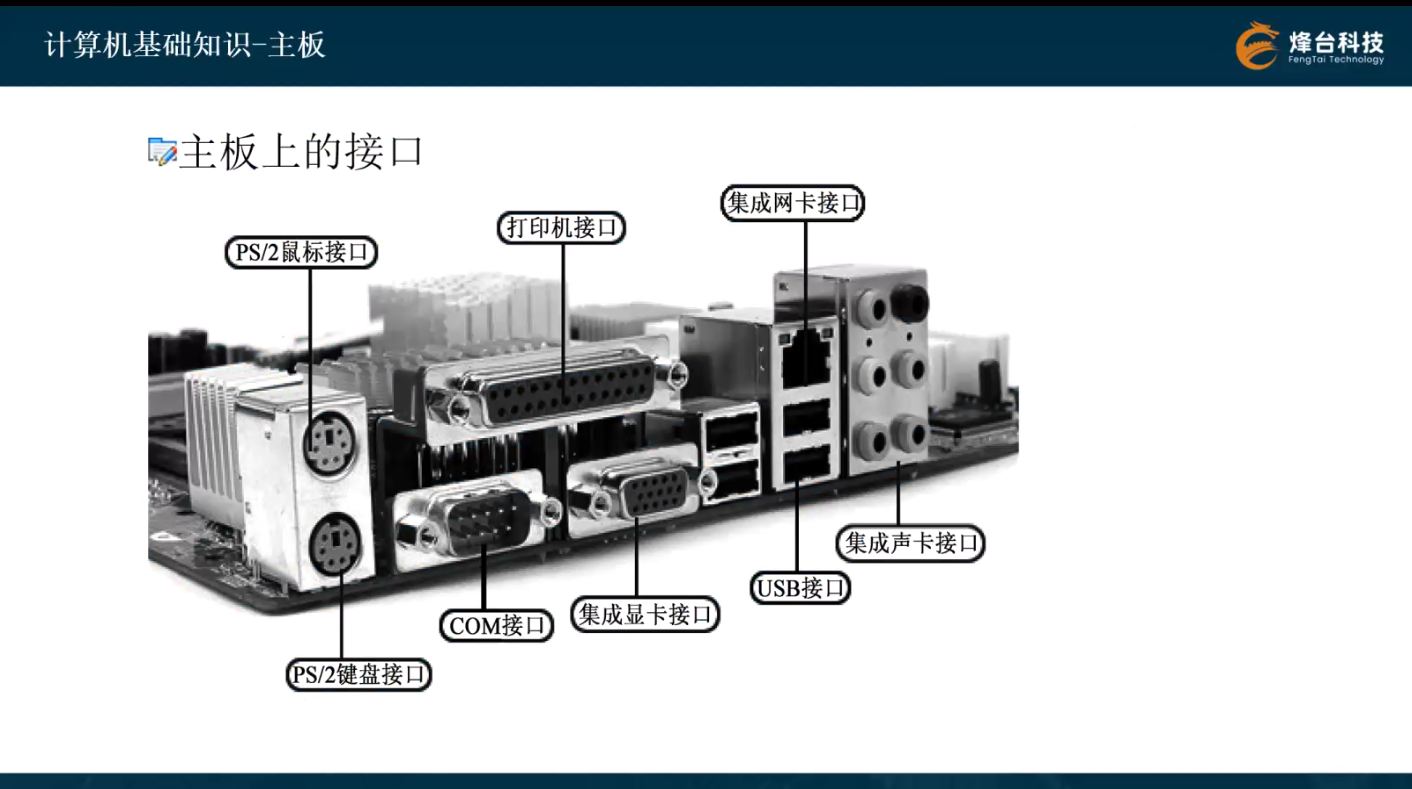 计算机基础知识-主板
烽台科技
FengTai Technology
主板上的接口
集成网卡接口
打印机接口
PS/2鼠标接口
集成声卡接口
USB接口
集成显卡接口
COM接口
PS/2键盘接口